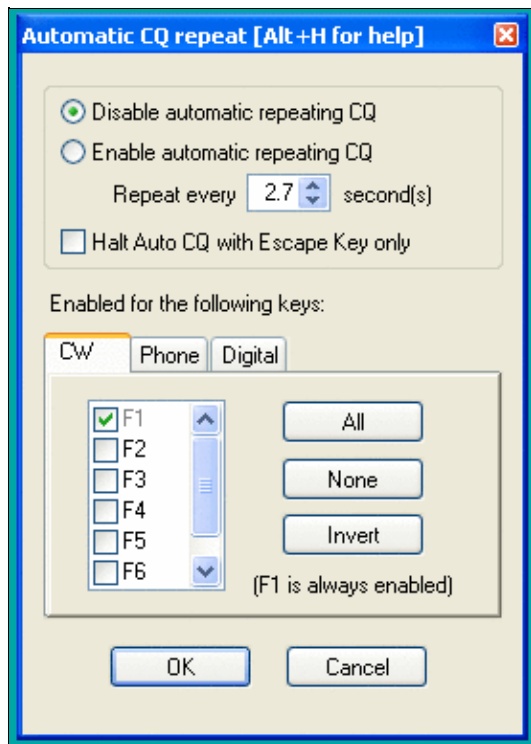 Automatic CQ repeat [Alt+H for help]
Disable automatic repeating CQ
Enable automatic repeating CQ
Repeat every 2.7 second(s)
Halt Auto CQ with Escape Key only
Enabled for the following keys:
CW Phone Digital
F1 All
F2
F3 None
F4
F5 Invert
F6 (F1 is always enabled)
OK Cancel